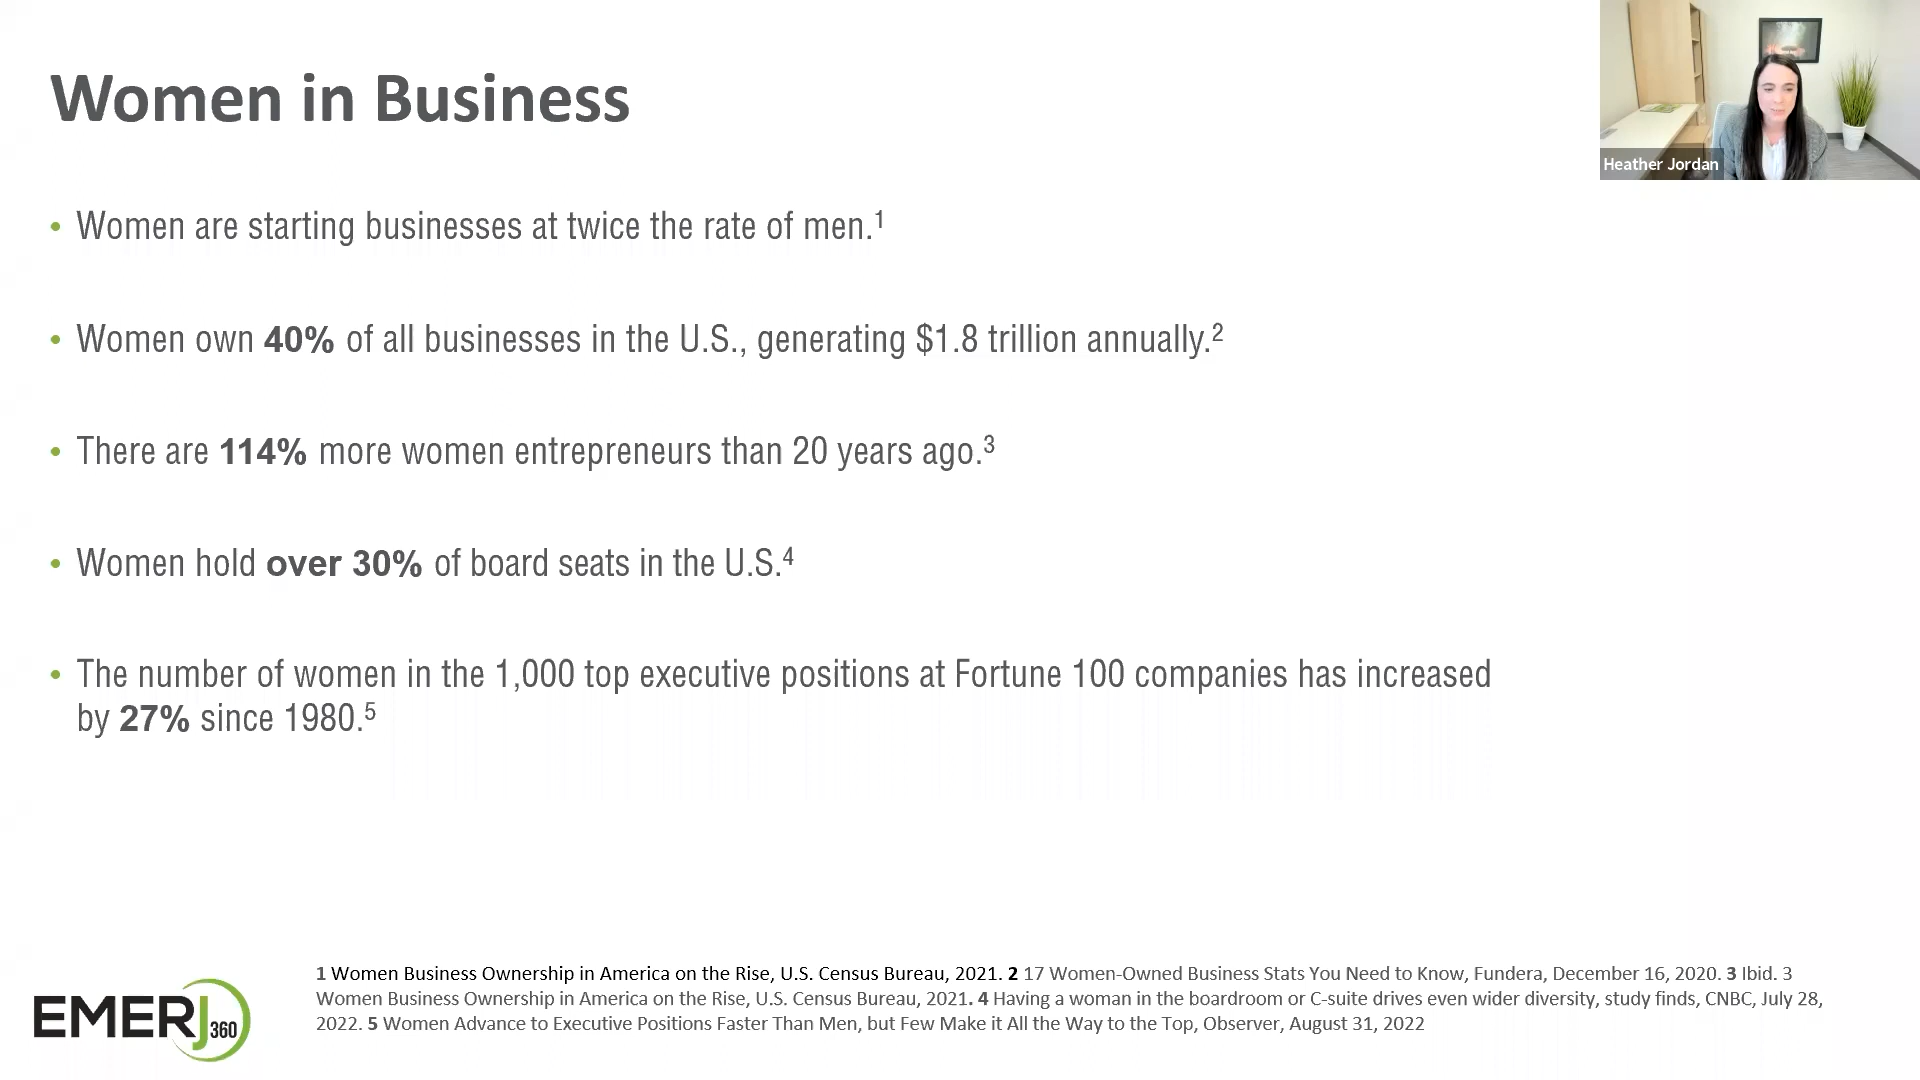 Women in Business
Heather Jordan
• Women are starting businesses at twice the rate of men.1
• Women own 40% of all businesses in the U.S., generating $1.8 trillion annually.2
• There are 114% more women entrepreneurs than 20 years ago.3
• Women hold over 30% of board seats in the U.S.4
• The number of women in the 1,000 top executive positions at Fortune 100 companies has increased
by 27% since 1980.5
1 Women Business Ownership in America on the Rise, U.S. Census Bureau, 2021. 2 17 Women-Owned Business Stats You Need to Know, Fundera, December 16, 2020. 3 Ibid. 3
Women Business Ownership in America on the Rise, U.S. Census Bureau, 2021. 4 Having a woman in the boardroom or C-suite drives even wider diversity, study finds, CNBC, July 28,
2022. 5 Women Advance to Executive Positions Faster Than Men, but Few Make it All the Way to the Top, Observer, August 31, 2022
EMERJ360